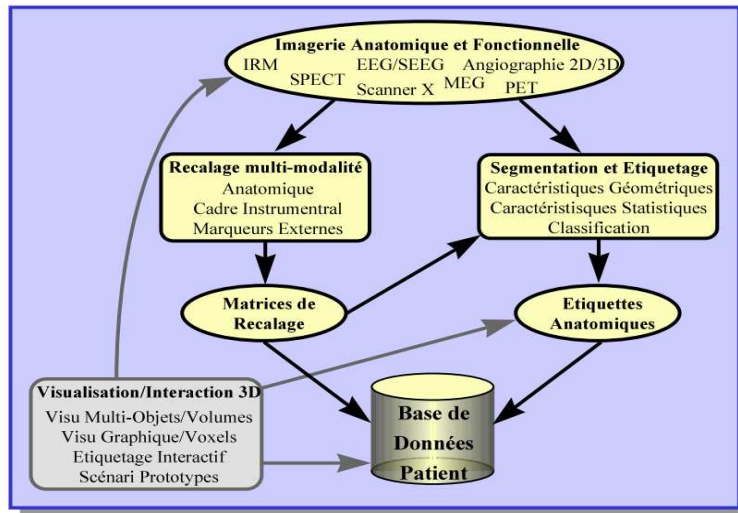 Imagerie Anatomique et Fonctionnelle
IRM EEG/SEEG Angiographie 2D/3D
SPECT Scanner X MEG PET
Recalage multi-modalité
Anatomique
Cadre Instrumentral
Marqueurs Externes
Segmentation et Etiquetage
Caractéristiques Géométriques
Caractéristisques Statistiques
Classification
Matrices de
Recalage
Etiquettes
Anatomiques
Visualisation/Interaction 3D
Visu Multi-Objets/Volumes
Visu Graphique/Voxels
Etiquetage Interactif
Scénari Prototypes
Base de
Données
Patient